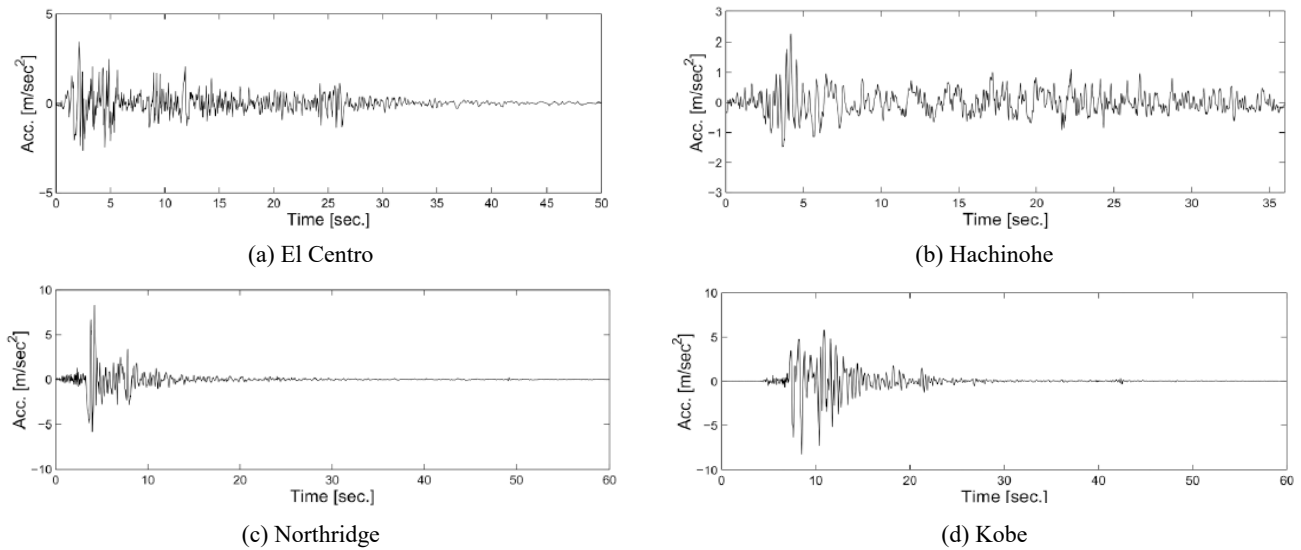 5
0
−5
Acc. [m/sec2]
0 5 10 15 20 25 30 35 40 45 50
Time [sec.]
(a) El Centro
3
2
1
0
−1
−2
−3
Acc. [m/sec2]
0 5 10 15 20 25 30 35
Time [sec.]
(b) Hachinohe
10
5
0
−5
−10
Acc. [m/sec2]
0 10 20 30 40 50 60
Time [sec.]
(c) Northridge
10
5
0
−5
−10
Acc. [m/sec2]
0 10 20 30 40 50 60
Time [sec.]
(d) Kobe